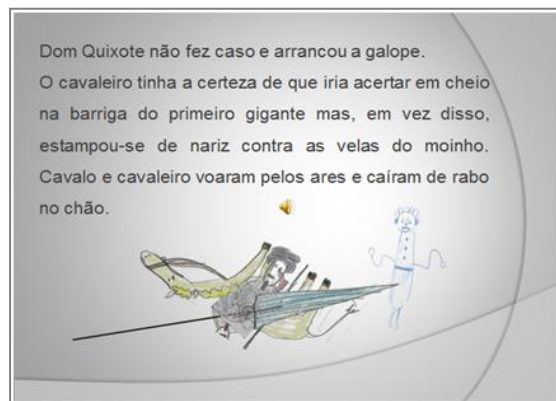 Dom Quixote não fez caso e arrancou a galope.
O cavaleiro tinha a certeza de que iria acertar em cheio
na barriga do primeiro gigante mas, em vez disso,
estampou-se de nariz contra as velas do moinho.
Cavalo e cavaleiro voaram pelos ares e caíram de rabo
no chão.